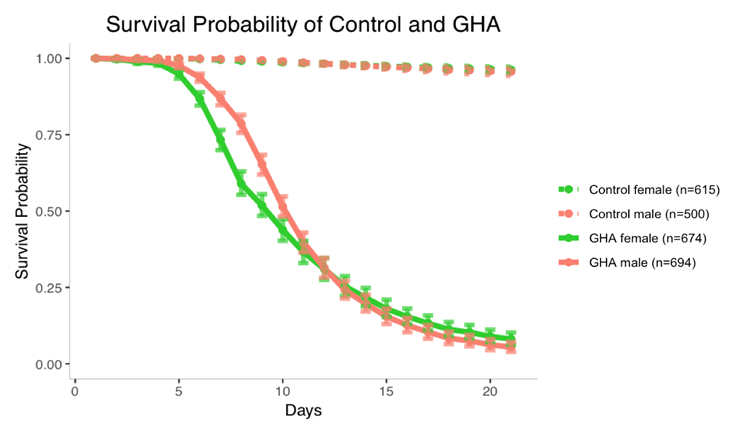 Survival Probability of Control and GHA
Survival Probability
1.00
0.75
0.50
0.25
0.00
0 5 10 15 20
Days
Control female (n=615)
Control male (n=500)
GHA female (n=674)
GHA male (n=694)